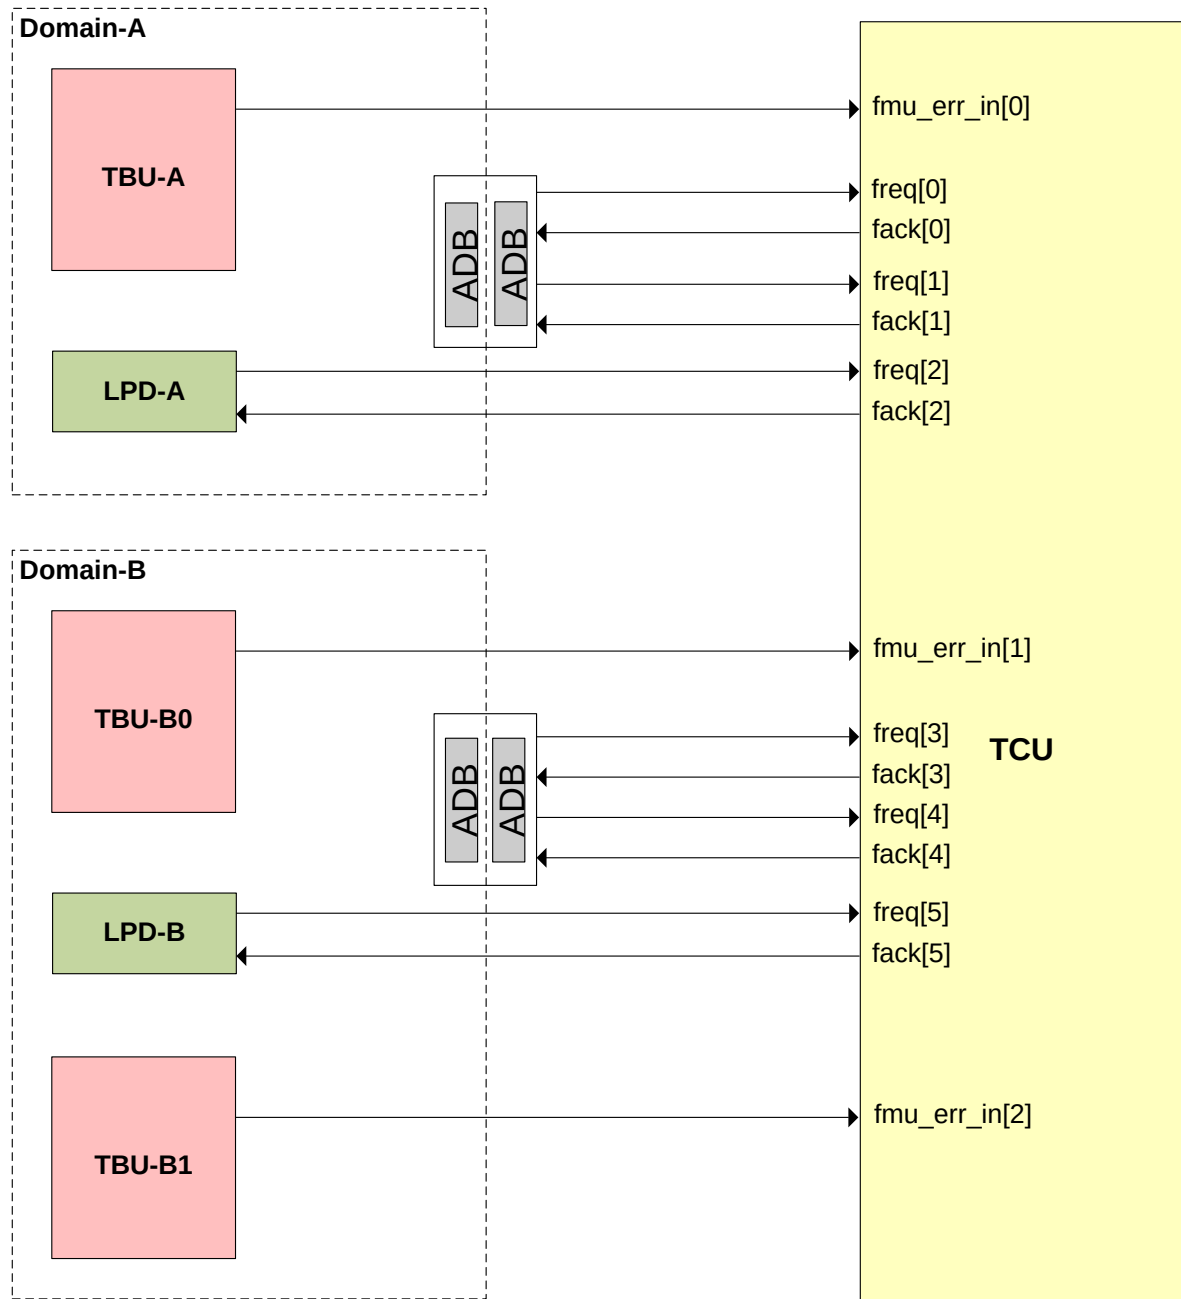 Domain-A
TBU-A
fmu_err_in[0]
ADB
ADB
freq[0]
fack[0]
freq[1]
fack[1]
LPD-A
freq[2]
fack[2]
Domain-B
TBU-B0
fmu_err_in[1]
ADB
ADB
freq[3]
TCU
fack[3]
freq[4]
fack[4]
LPD-B
freq[5]
fack[5]
TBU-B1
fmu_err_in[2]